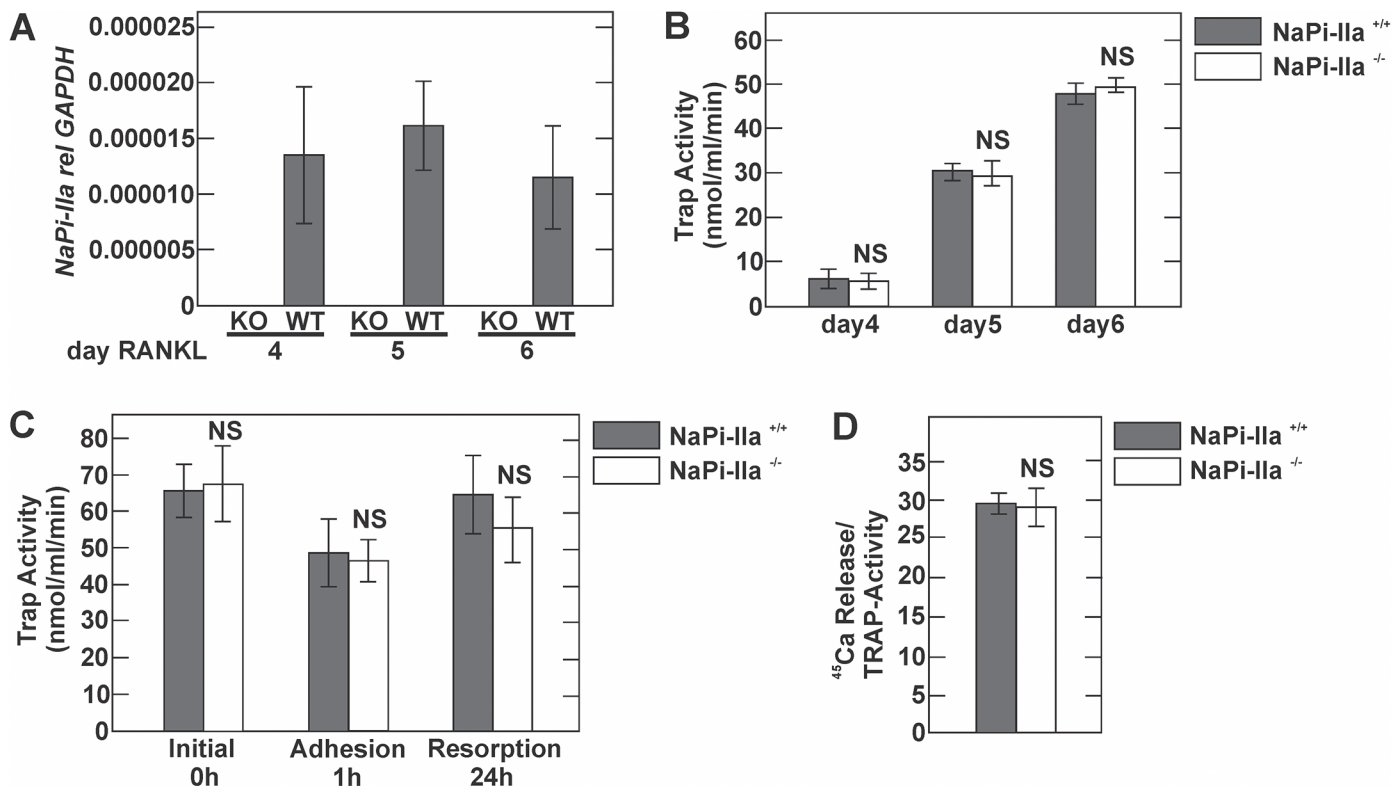 A
NaPi-IIa rel GAPDH
0.000025
0.000020
0.000015
0.000010
0.000005
0
KO WT KO WT KO WT
day RANKL 4 5 6
B
Trap Activity
(nmol/ml/min)
60
50
40
30
20
10
0
NS
NS
NS
day4 day5 day6
NaPi-IIa +/+
NaPi-IIa -/-
C
Trap Activity
(nmol/ml/min)
80
70
60
50
40
30
20
10
0
NS
NS
NS
Initial Adhesion Resorption
0h 1h 24h
NaPi-IIa +/+
NaPi-IIa -/-
D
45Ca Release/
TRAP-Activity
35
30
25
20
15
10
5
0
NS
NaPi-IIa +/+
NaPi-IIa -/-